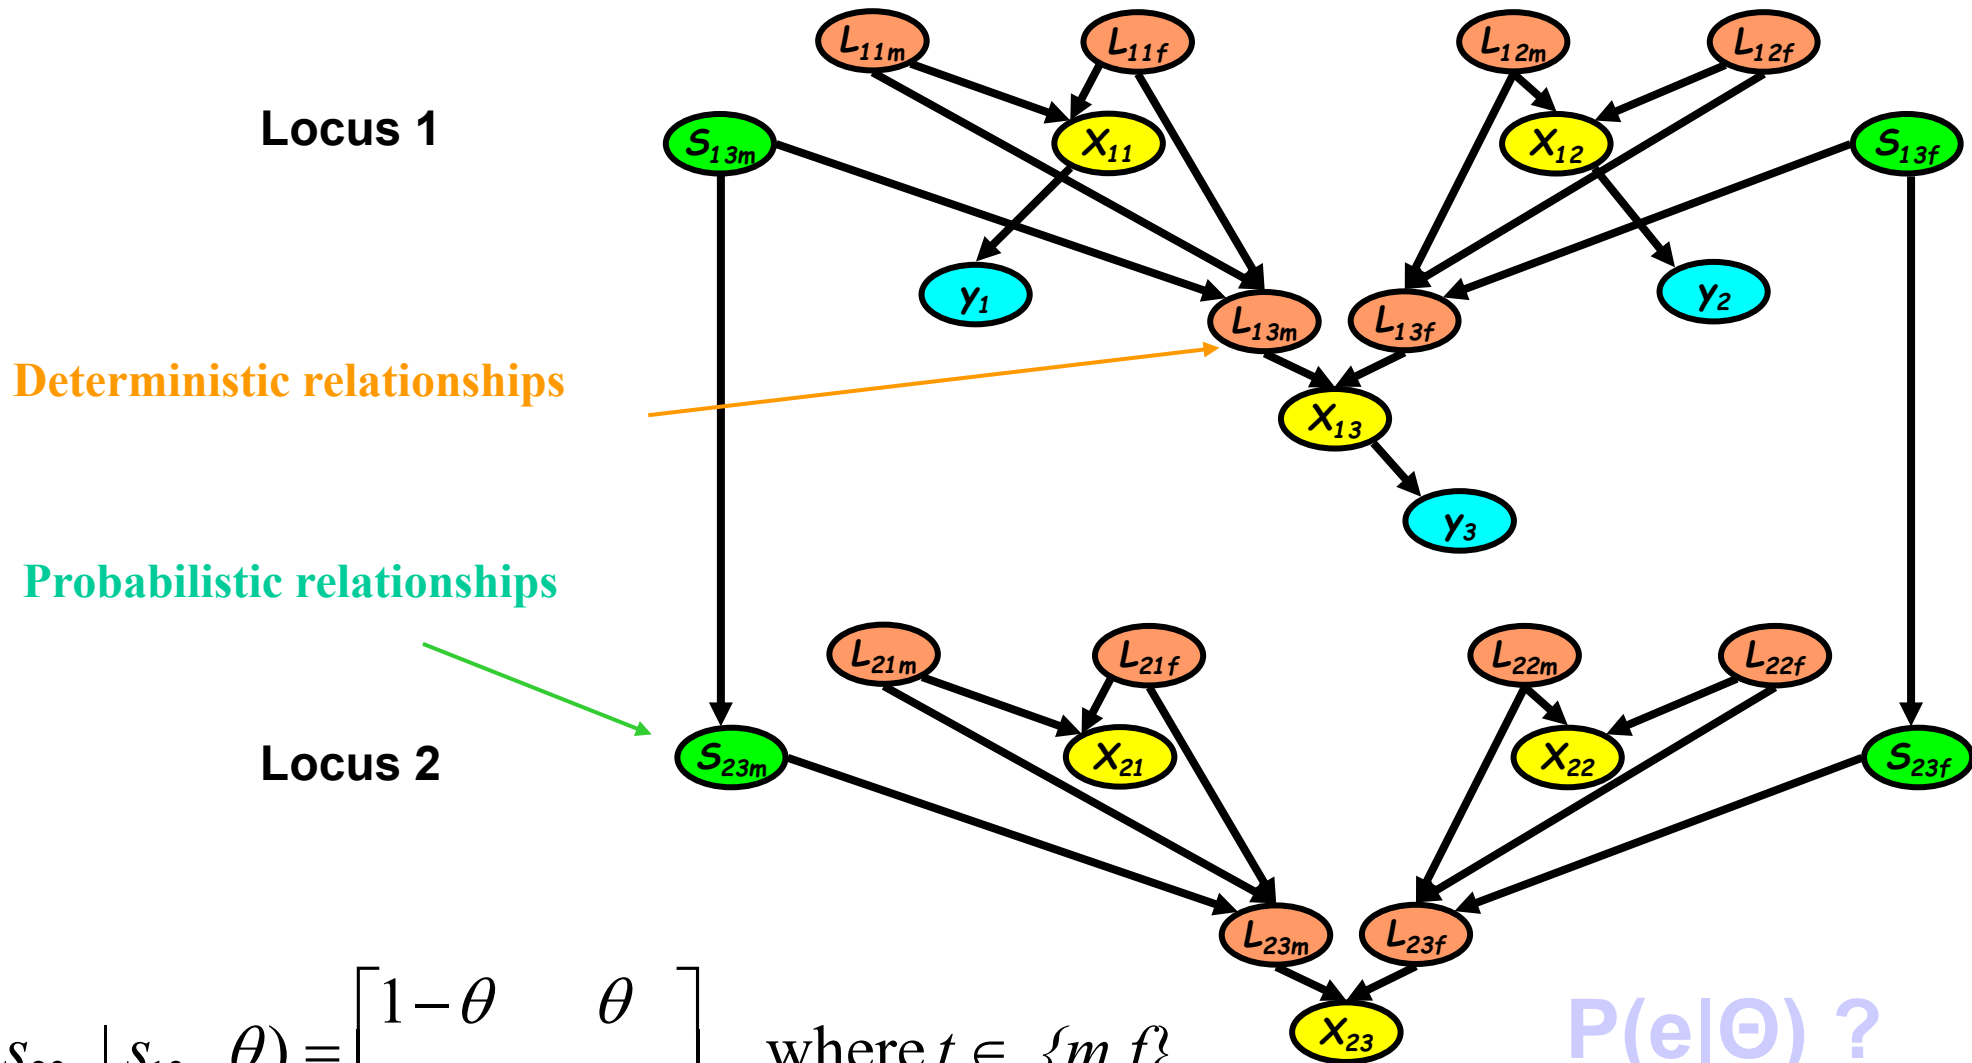 L11m L11f L12m L12f
Locus 1
S13m X11 X12 S13f
y1 y2
L13m L13f
Deterministic relationships
X13
y3
Probabilistic relationships
L21m L21f L22m L22f
Locus 2
S23m X21 X22 S23f
L23m L23f
1−θ θ
θ) = where t ∈ {m,f}
X23
P(e|Θ) ?